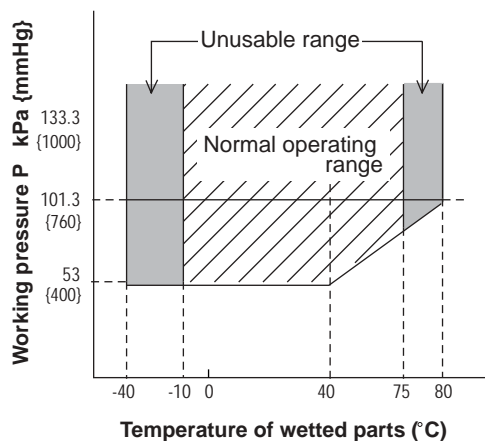 Unusable range
Working pressure P   kPa {mmHg}
133.3
{1000}
Normal operating
range
101.3
{760}
53
{400}
-40 -10 0 40 75 80
Temperature of wetted parts (°C)